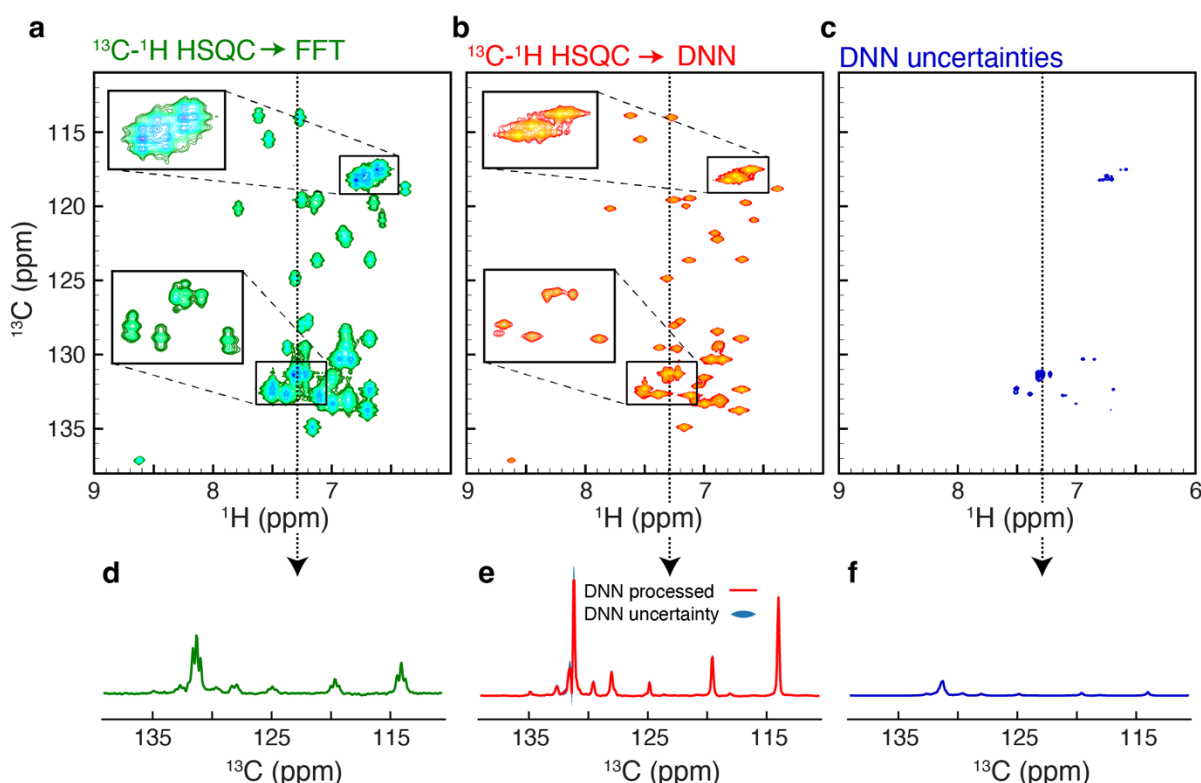 a
b
c
¹³C-¹H HSQC → FFT
¹³C-¹H HSQC → DNN
DNN uncertainties
115
120
125
130
135
¹³C (ppm)
9 8 7
9 8 7
9 8 7 6
¹H (ppm)
¹H (ppm)
¹H (ppm)
d
e
f
DNN processed
DNN uncertainty
135 125 115
135 125 115
135 125 115
¹³C (ppm)
¹³C (ppm)
¹³C (ppm)